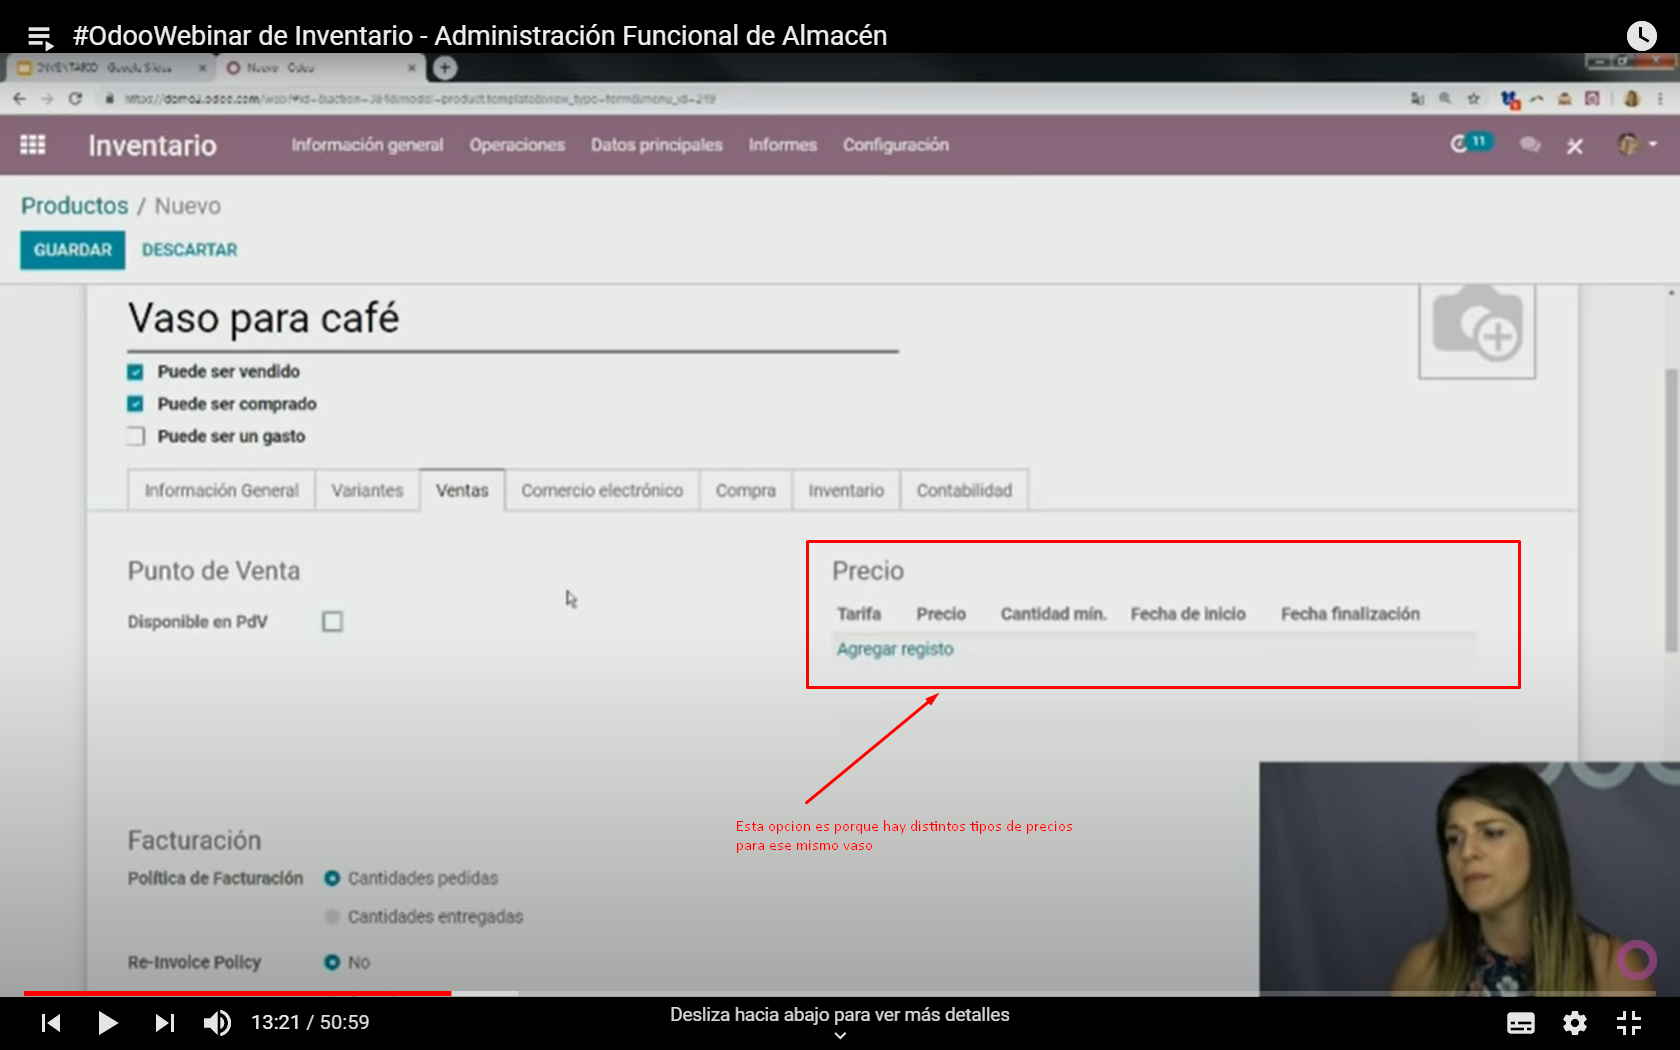 #OdooWebinar de Inventario - Administración Funcional de Almacén
INVENTARIO - Google Slides
Nuevo - Odoo
Inventario
Información general
Operaciones
Datos principales
Informes
Configuración
11
Productos / Nuevo
GUARDAR
DESCARTAR
Vaso para café
Puede ser vendido
Puede ser comprado
Puede ser un gasto
Información General
Variantes
Ventas
Comercio electrónico
Compra
Inventario
Contabilidad
Punto de Venta
Disponible en PdV
Precio
Tarifa Precio Cantidad mín. Fecha de inicio Fecha finalización
Agregar registo
Esta opcion es porque hay distintos tipos de precios
para ese mismo vaso
Facturación
Política de Facturación
Cantidades pedidas
Cantidades entregadas
Re-Invoice Policy
No
13:21 / 50:59
Desliza hacia abajo para ver más detalles